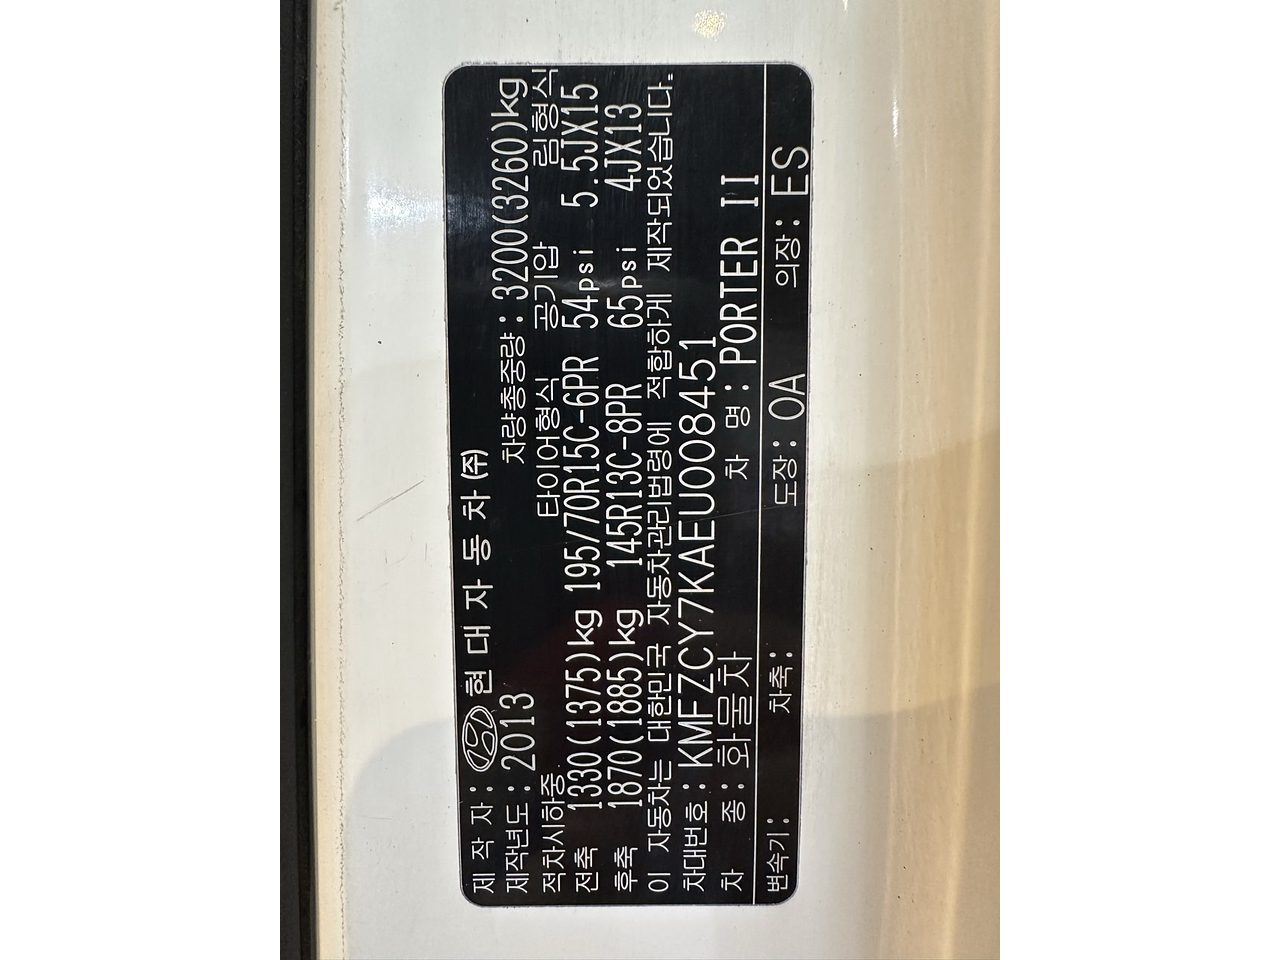 제 작 자 : 현 대 자 동 차 (주)
제작년도 : 2013 차량총중량 : 3200(3260)kg
적차시하중 타이어형식 공기압 림형식
전축 1330(1375)kg 195/70R15C-6PR 54psi 5.5JX15
후축 1870(1885)kg 145R13C-8PR 65psi 4JX13
이 자동차는 대한민국 자동차관리법령에 적합하게 제작되었습니다.
차대번호 : KMFZCY7KAEU008451
차 종 : 화물차 차 명 : PORTER II
변속기 : 차축 : 도장 : OA 의장 : ES